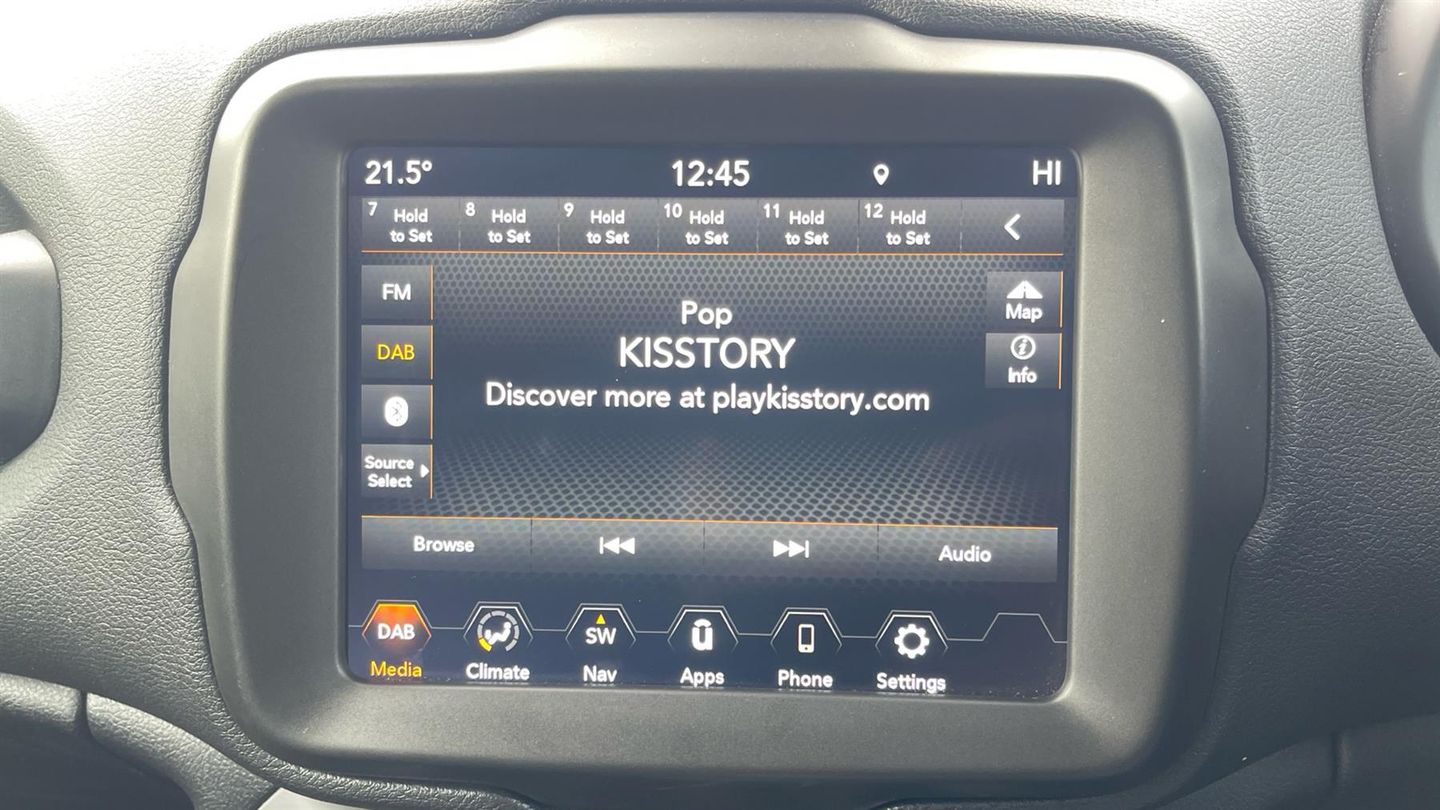 21.5° 12:45 HI
7 Hold to Set 8 Hold to Set 9 Hold to Set 10 Hold to Set 11 Hold to Set 12 Hold to Set
FM
Map
Pop
KISSTORY
DAB
Info
Discover more at playkisstory.com
Source
Select
Browse Audio
DAB SW
Media Climate Nav Apps Phone Settings